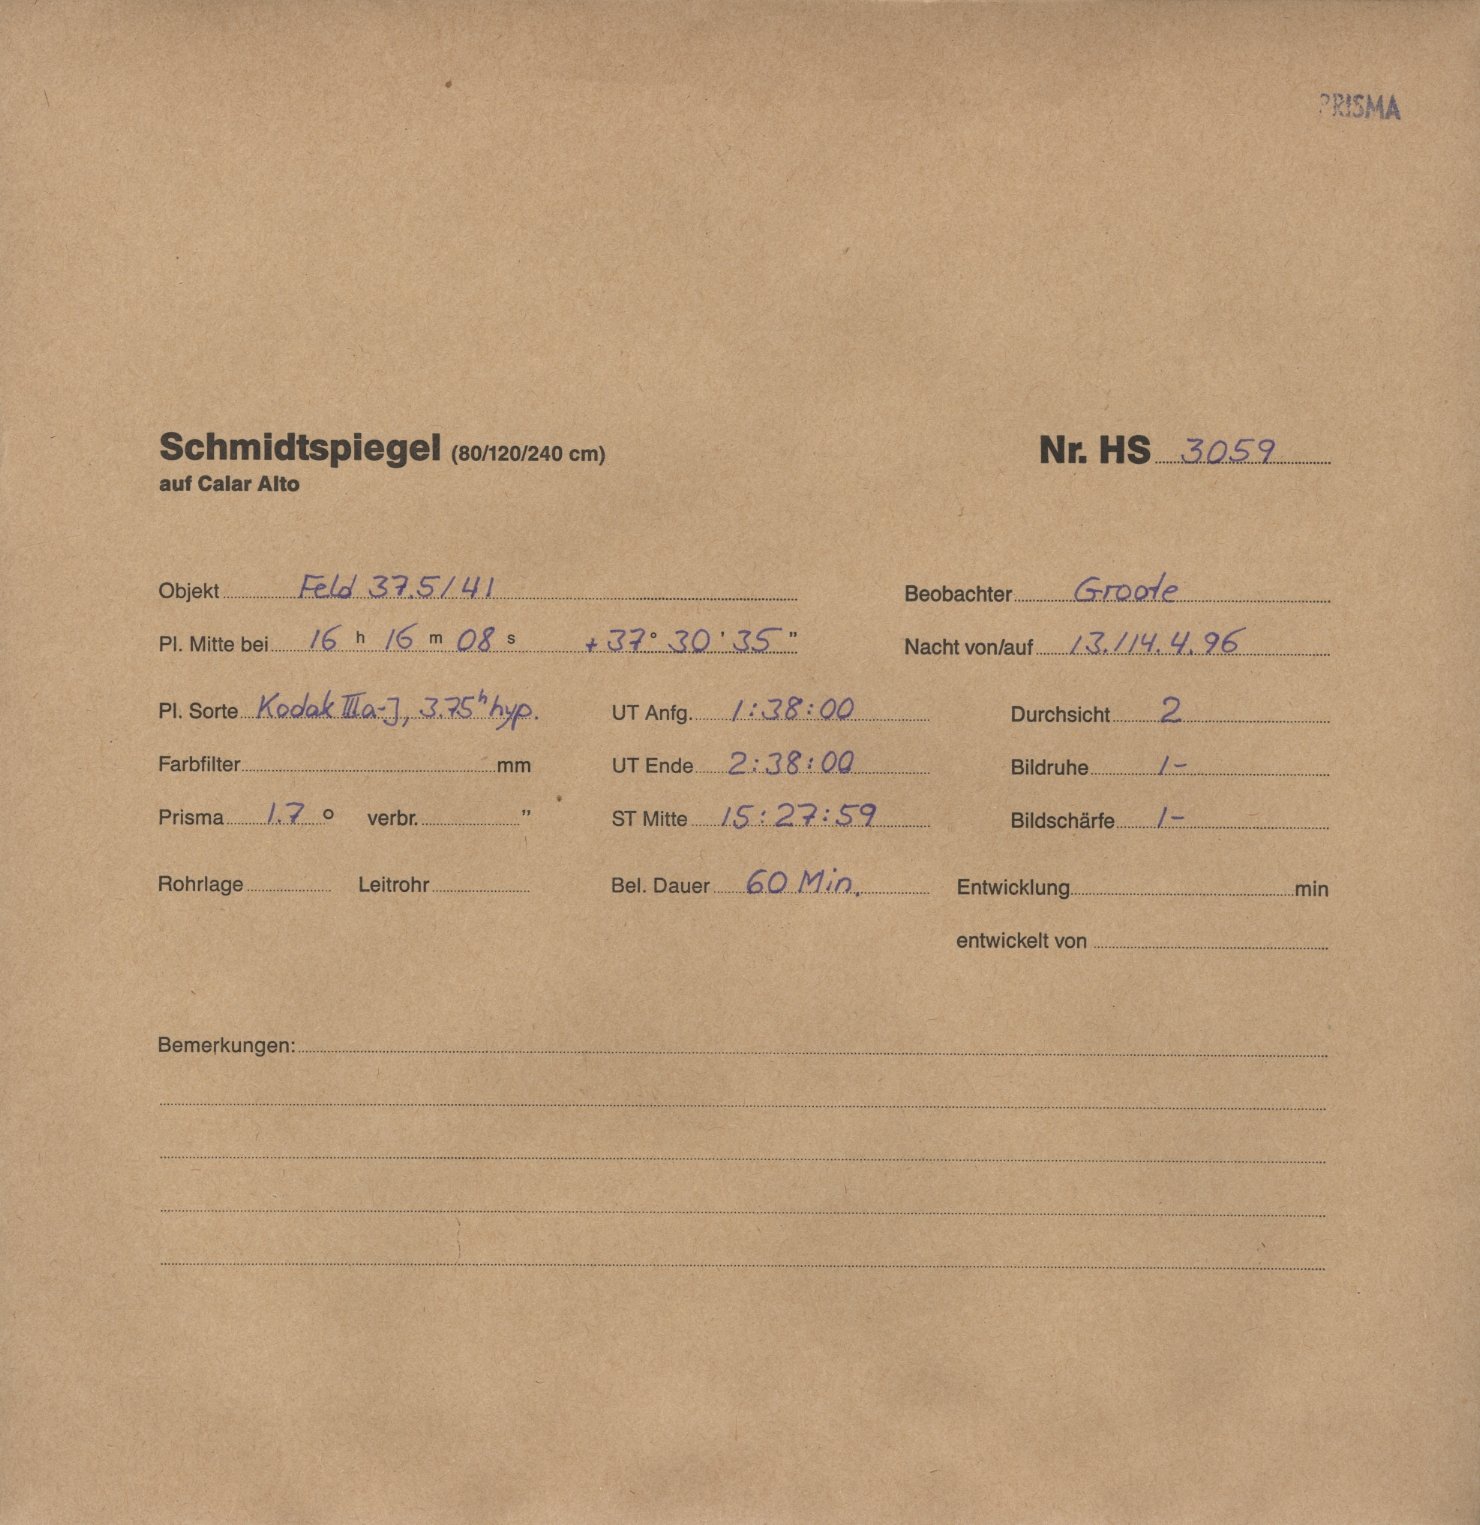 PRISMA
Schmidtspiegel (80/120/240 cm) Nr. HS 3059
auf Calar Alto
Objekt Feld 37.5/41 Beobachter Groote
Pl. Mitte bei 16 h 16 m 08 s +37° 30' 35" Nacht von/auf 13./14.4.96
Pl. Sorte Kodak IIIa-J, 3.75h hyp. UT Anfg. 1:38:00 Durchsicht 2
Farbfilter mm UT Ende 2:38:00 Bildruhe 1-
Prisma 1.7 ° verbr. " ST Mitte 15:27:59 Bildschärfe 1-
Rohrlage Leitrohr Bel. Dauer 60 Min. Entwicklung min
entwickelt von
Bemerkungen: